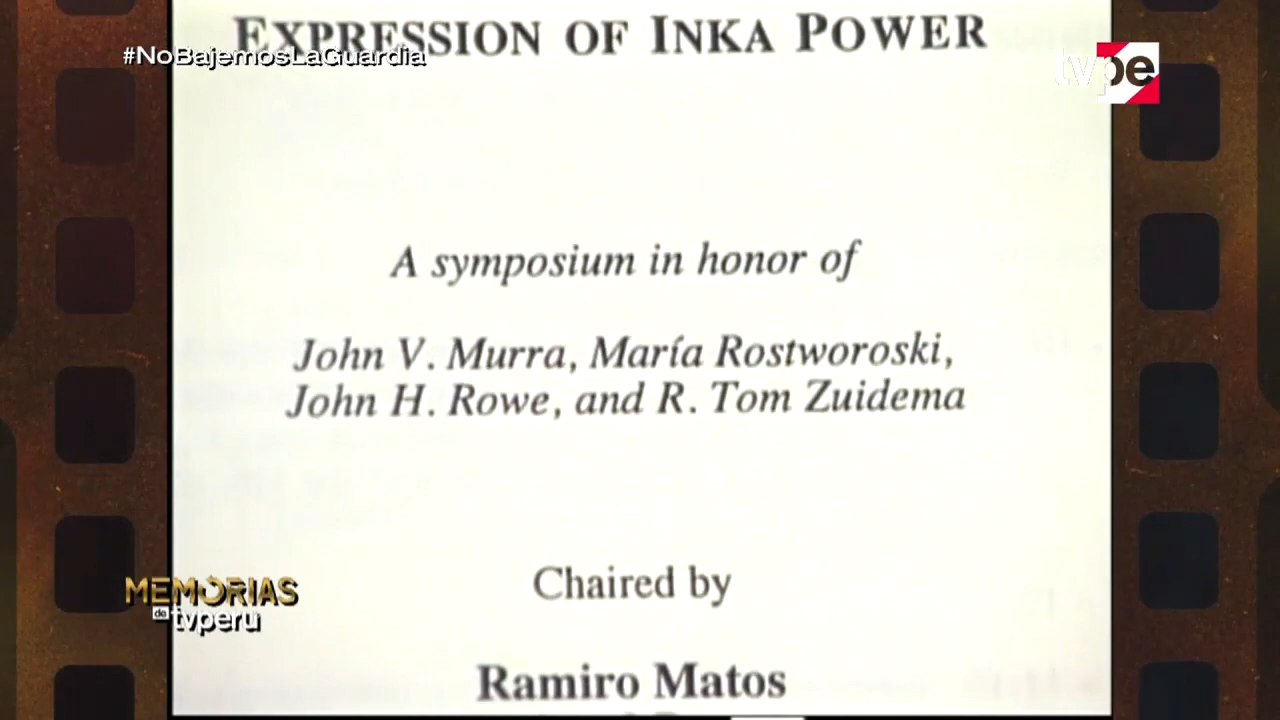 EXPRESSION OF INKA POWER
#NoBajemosLaGuardia
tvpe
A symposium in honor of
John V. Murra, María Rostworoski,
John H. Rowe, and R. Tom Zuidema
Chaired by
MEMORIAS
de tvperu
Ramiro Matos